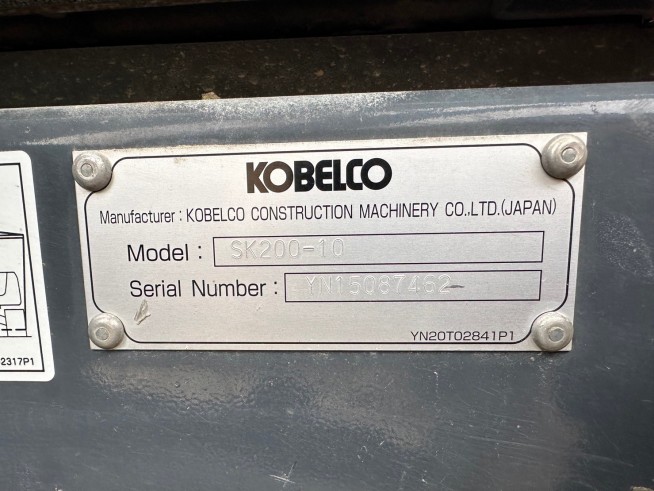 KOBELCO
Manufacturer : KOBELCO CONSTRUCTION MACHINERY CO.,LTD.(JAPAN)
Model : SK200-10
Serial Number : YN15087462
YN20T02841P1
2317P1